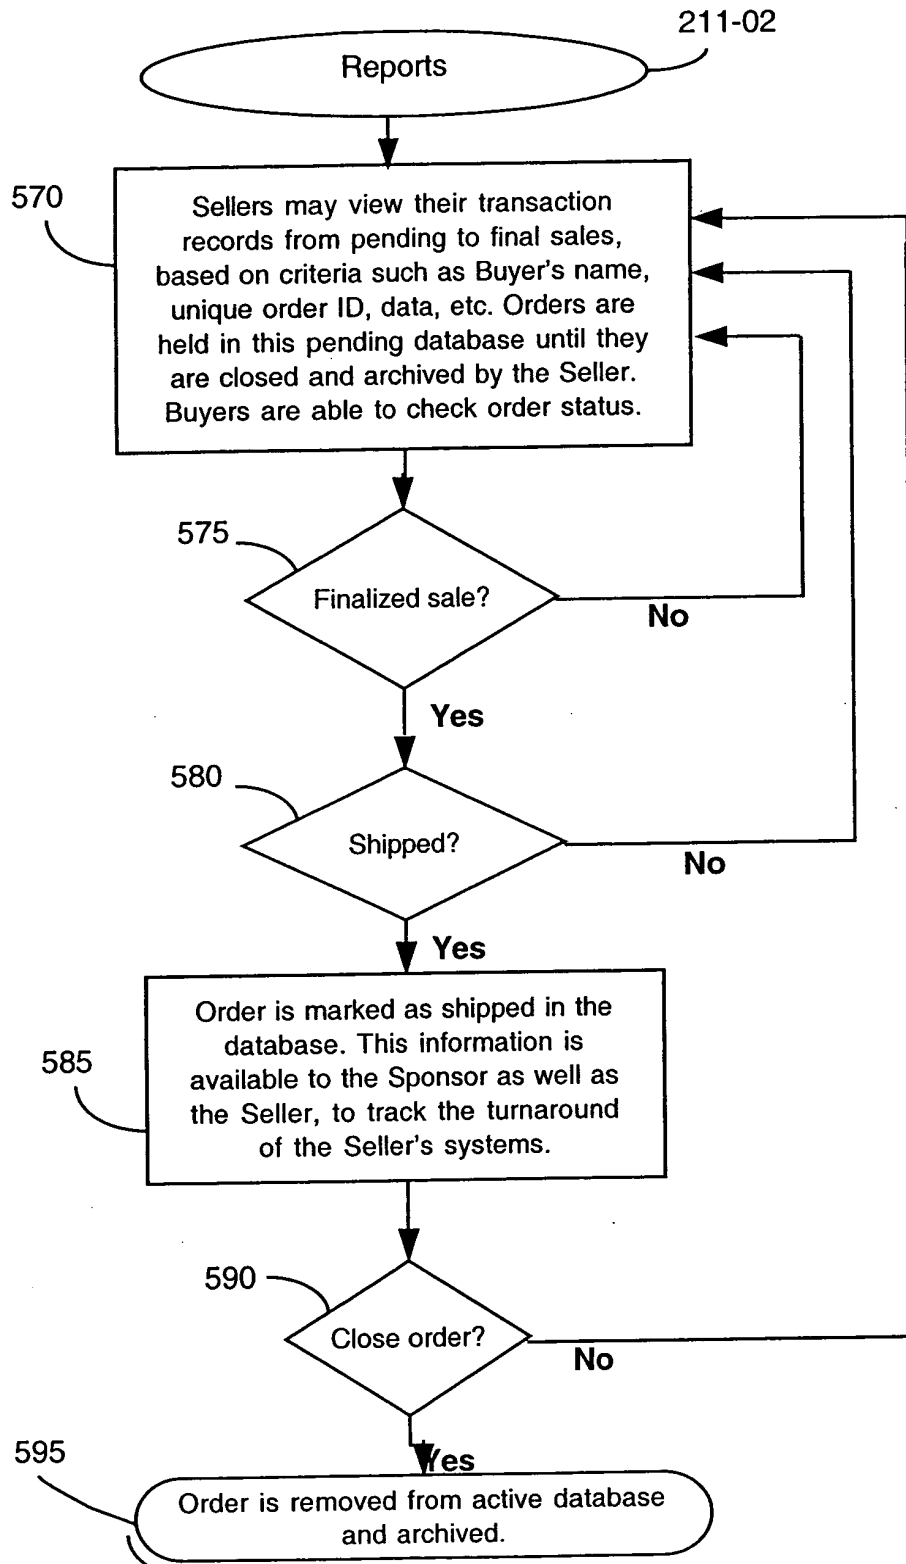 211-02
Reports
570
Sellers may view their transaction
records from pending to final sales,
based on criteria such as Buyer's name,
unique order ID, data, etc. Orders are
held in this pending database until they
are closed and archived by the Seller.
Buyers are able to check order status.
575
Finalized sale?
No
Yes
580
Shipped?
No
Yes
585
Order is marked as shipped in the
database. This information is
available to the Sponsor as well as
the Seller, to track the turnaround
of the Seller's systems.
590
Close order?
No
Yes
595
Order is removed from active database
and archived.